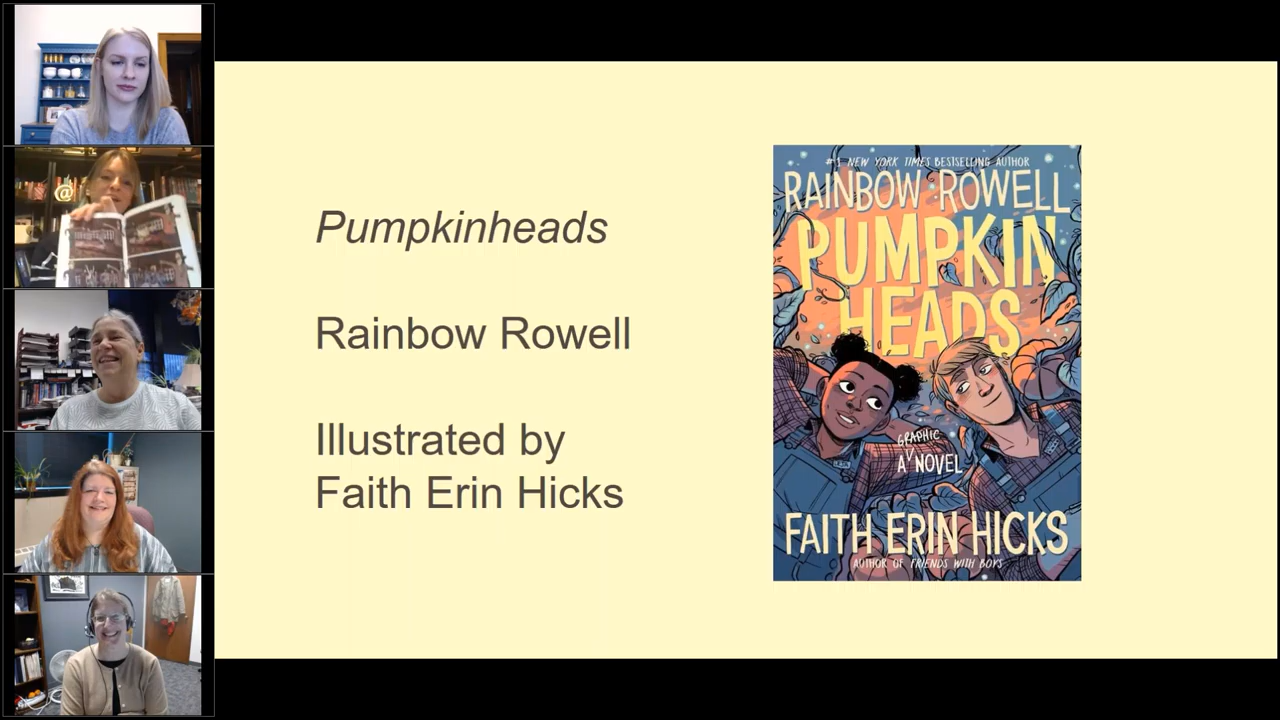 Pumpkinheads
Rainbow Rowell
Illustrated by
Faith Erin Hicks
#1 NEW YORK TIMES BESTSELLING AUTHOR
RAINBOW ROWELL
PUMPKIN
HEADS
GRAPHIC
A NOVEL
FAITH ERIN HICKS
AUTHOR OF FRIENDS WITH BOYS
@